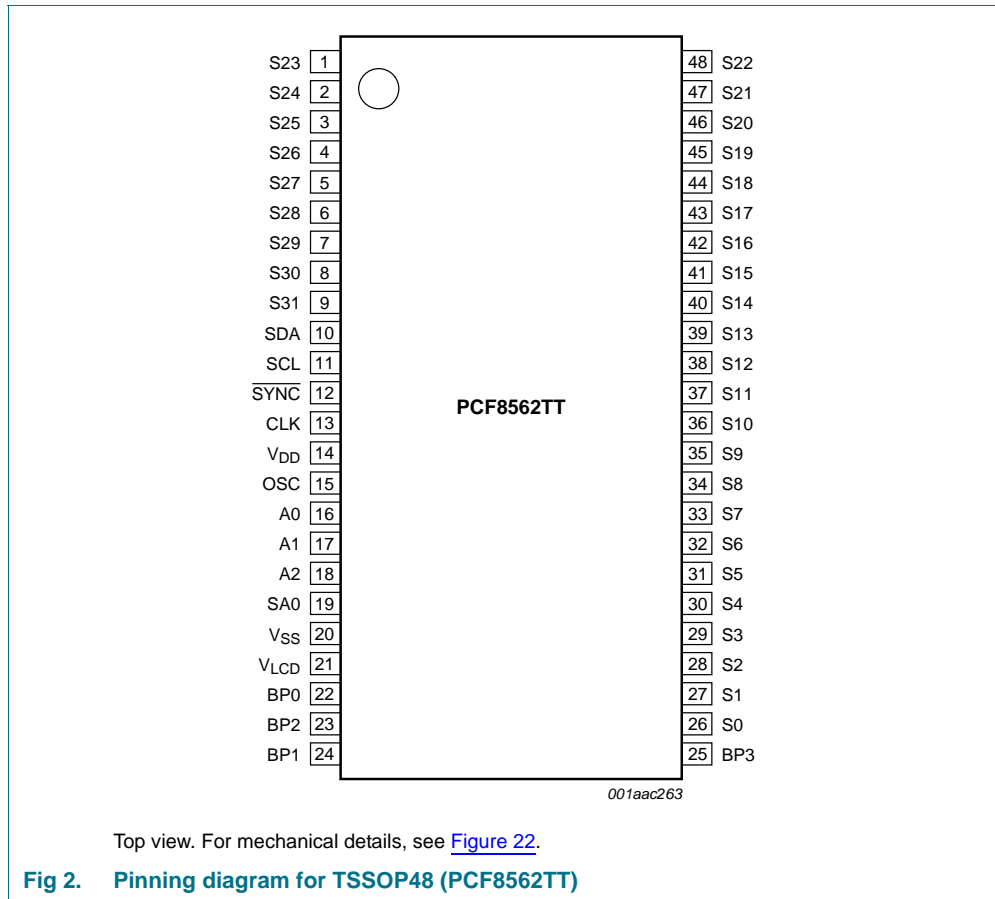 S23 1 48 S22
S24 2 47 S21
S25 3 46 S20
S26 4 45 S19
S27 5 44 S18
S28 6 43 S17
S29 7 42 S16
S30 8 41 S15
S31 9 40 S14
SDA 10 39 S13
SCL 11 38 S12
SYNC 12 37 S11
PCF8562TT
CLK 13 36 S10
VDD 14 35 S9
OSC 15 34 S8
A0 16 33 S7
A1 17 32 S6
A2 18 31 S5
SA0 19 30 S4
VSS 20 29 S3
VLCD 21 28 S2
BP0 22 27 S1
BP2 23 26 S0
BP1 24 25 BP3
001aac263
Top view. For mechanical details, see Figure 22.
Fig 2. Pinning diagram for TSSOP48 (PCF8562TT)